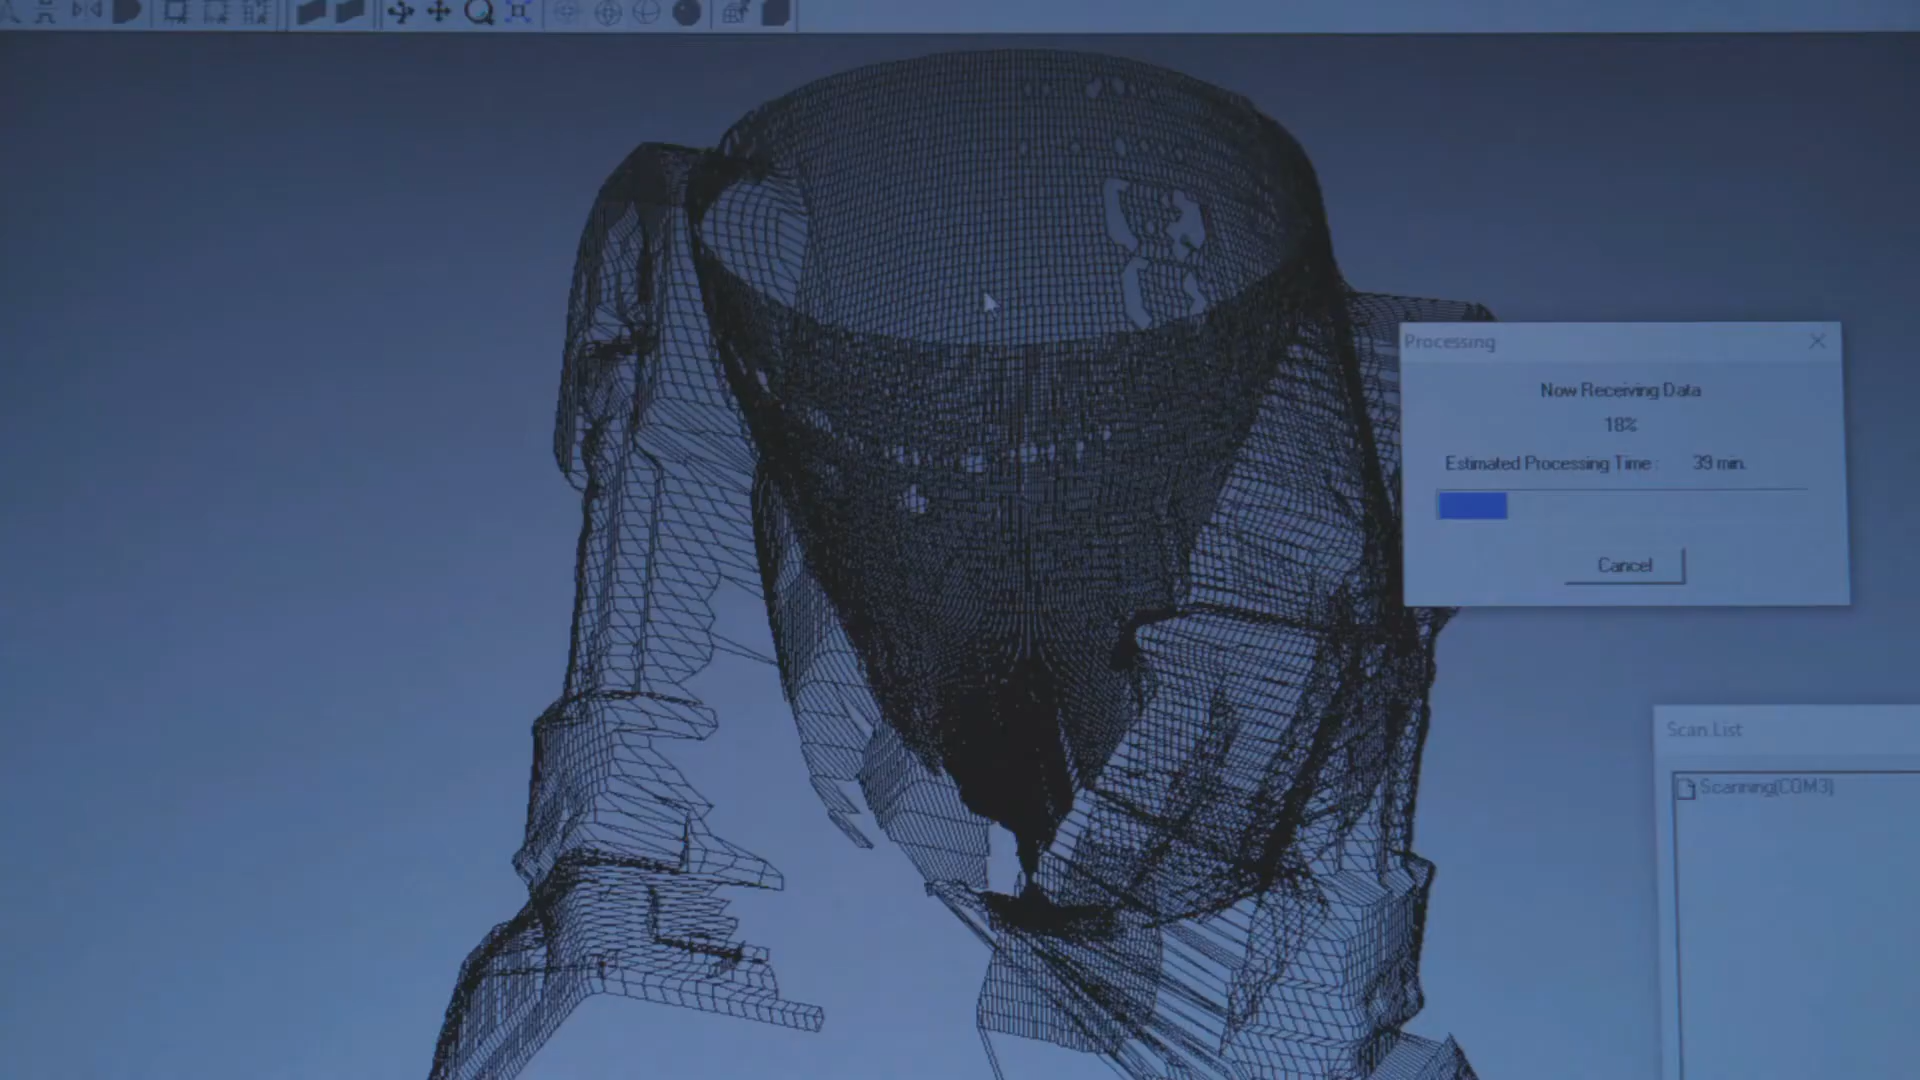 Processing
Now Receiving Data
18%
Estimated Processing Time : 39 min.
Cancel
Scan List
Scanning(COM3)